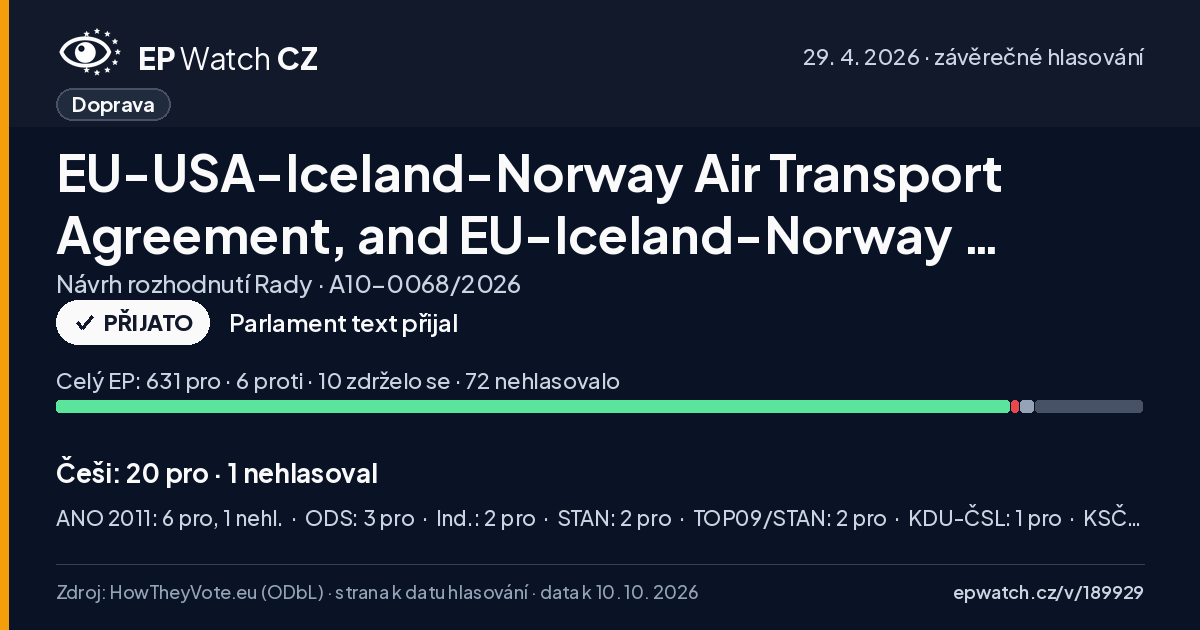 EP Watch CZ
29. 4. 2026 · závěrečné hlasování
Doprava
EU-USA-Iceland-Norway Air Transport
Agreement, and EU-Iceland-Norway …
Návrh rozhodnutí Rady · A10-0068/2026
✓ PŘIJATO
Parlament text přijal
Celý EP: 631 pro · 6 proti · 10 zdrželo se · 72 nehlasovalo
Češi: 20 pro · 1 nehlasoval
ANO 2011: 6 pro, 1 nehl. · ODS: 3 pro · Ind.: 2 pro · STAN: 2 pro · TOP09/STAN: 2 pro · KDU-ČSL: 1 pro · KSČ…
Zdroj: HowTheyVote.eu (ODbL) · strana k datu hlasování · data k 10. 10. 2026
epwatch.cz/v/189929